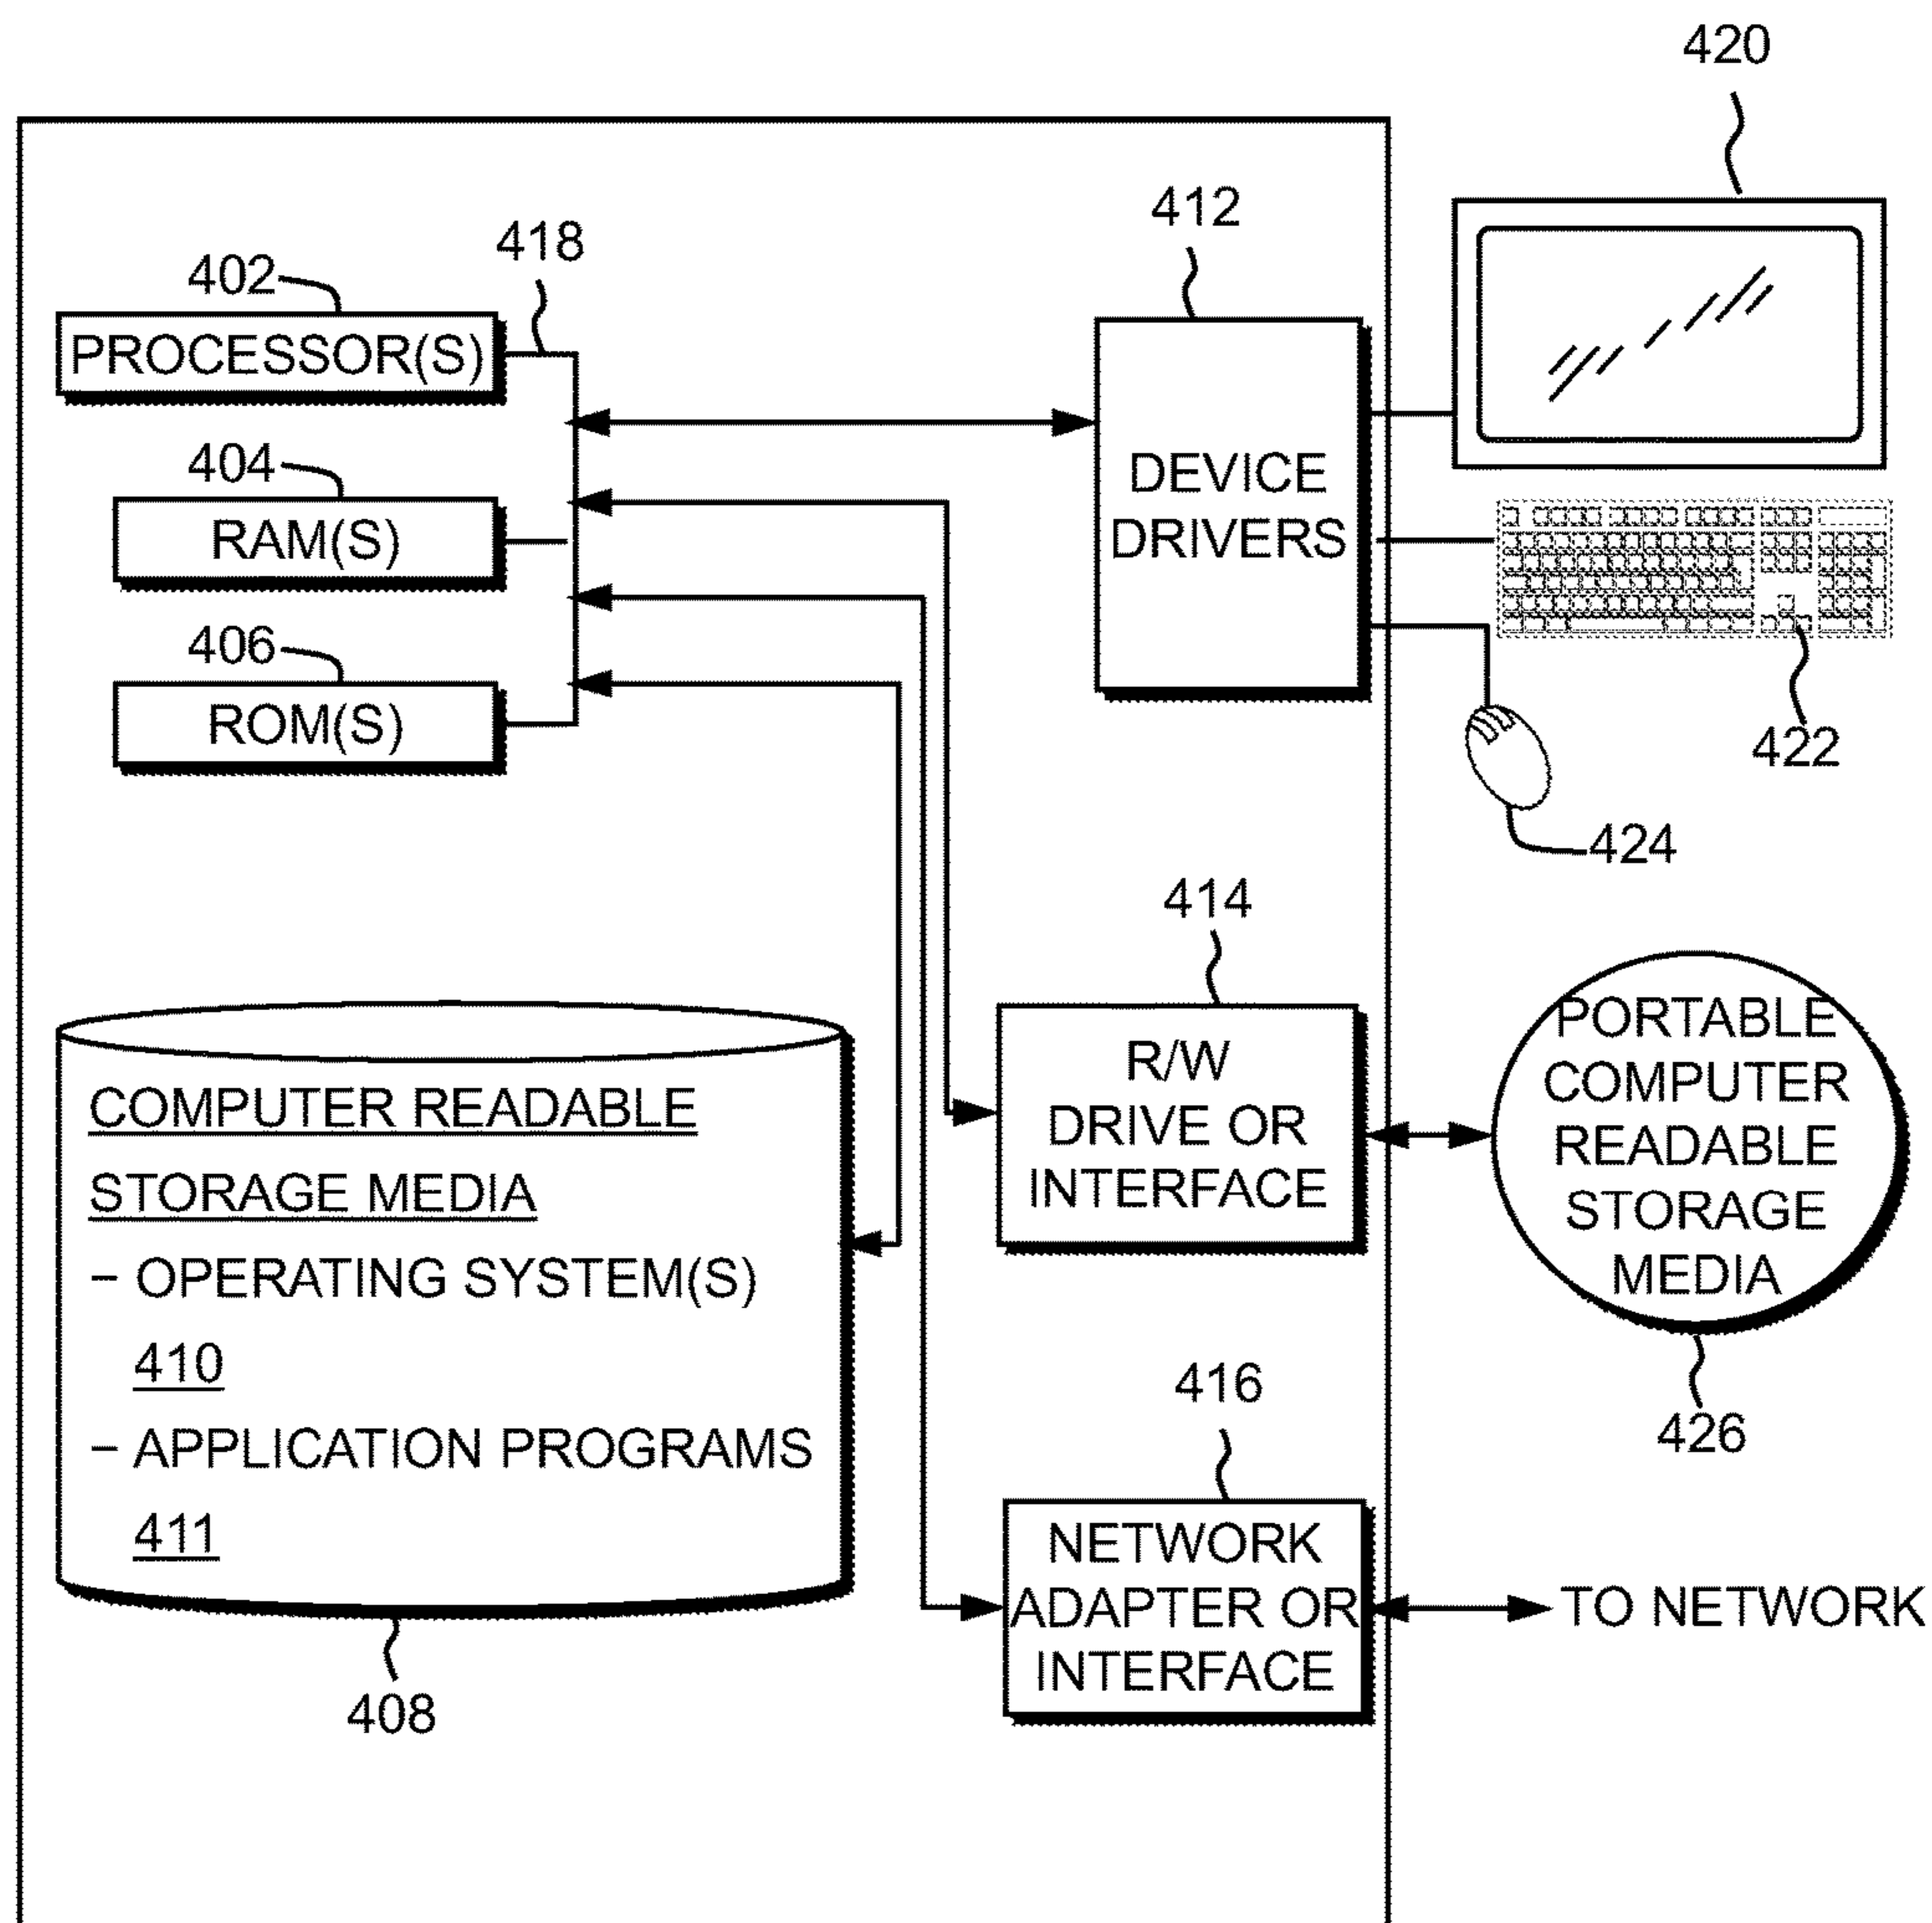 420
412
418
402
PROCESSOR(S)
404
RAM(S)
406
ROM(S)
DEVICE
DRIVERS
422
424
414
R/W
DRIVE OR
INTERFACE
PORTABLE
COMPUTER
READABLE
STORAGE
MEDIA
426
COMPUTER READABLE
STORAGE MEDIA
- OPERATING SYSTEM(S)
410
- APPLICATION PROGRAMS
411
408
416
NETWORK
ADAPTER OR
INTERFACE
TO NETWORK